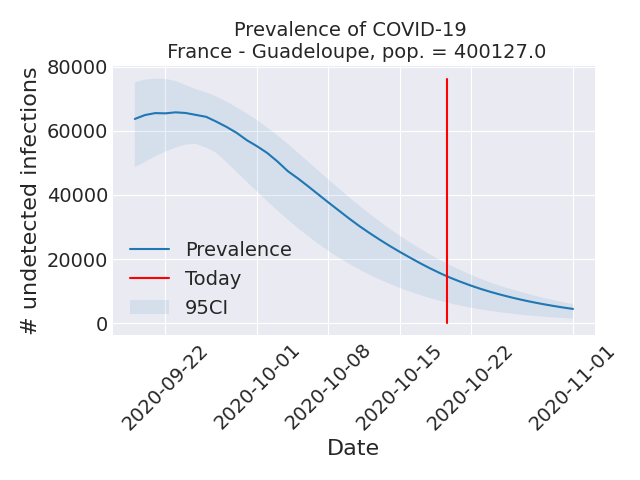 Prevalence of COVID-19
France - Guadeloupe, pop. = 400127.0
# undetected infections
80000
60000
40000
20000
0
Prevalence
Today
95CI
2020-09-22
2020-10-01
2020-10-08
2020-10-15
2020-10-22
2020-11-01
Date